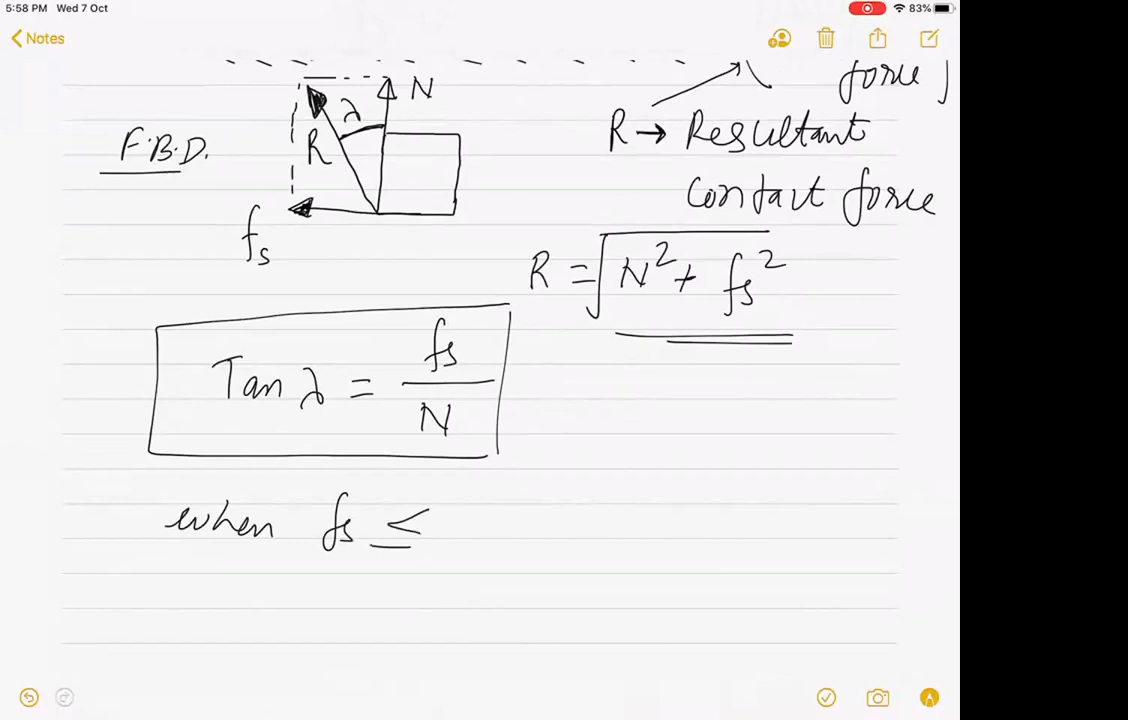 5:58 PM Wed 7 Oct
83%
Notes
force]
F.B.D.
N
λ
R
fs
R → Resultant
contact force
R = √N² + fs²
Tan λ = fs/N
when fs ≤